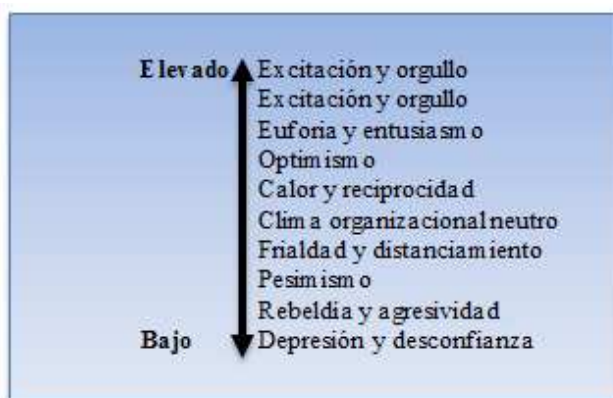 Elevado Excitación y orgullo
Excitación y orgullo
Euforia y entusiasmo
Optimismo
Calor y reciprocidad
Clima organizacional neutro
Frialdad y distanciamiento
Pesimismo
Rebeldía y agresividad
Bajo Depresión y desconfianza